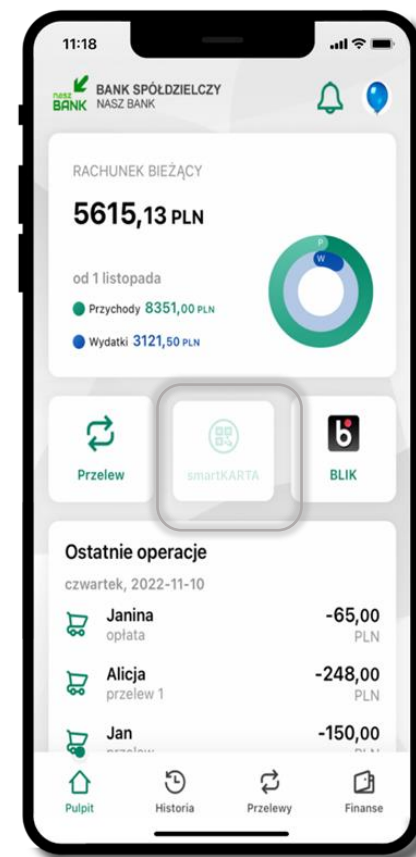 11:18
nasz BANK
BANK SPÓŁDZIELCZY
NASZ BANK
RACHUNEK BIEŻĄCY
5615,13 PLN
od 1 listopada
Przychody 8351,00 PLN
Wydatki 3121,50 PLN
P
W
Przelew
smartKARTA
BLIK
Ostatnie operacje
czwartek, 2022-11-10
Janina -65,00
opłata PLN
Alicja -248,00
przelew 1 PLN
Jan -150,00
Pulpit Historia Przelewy Finanse